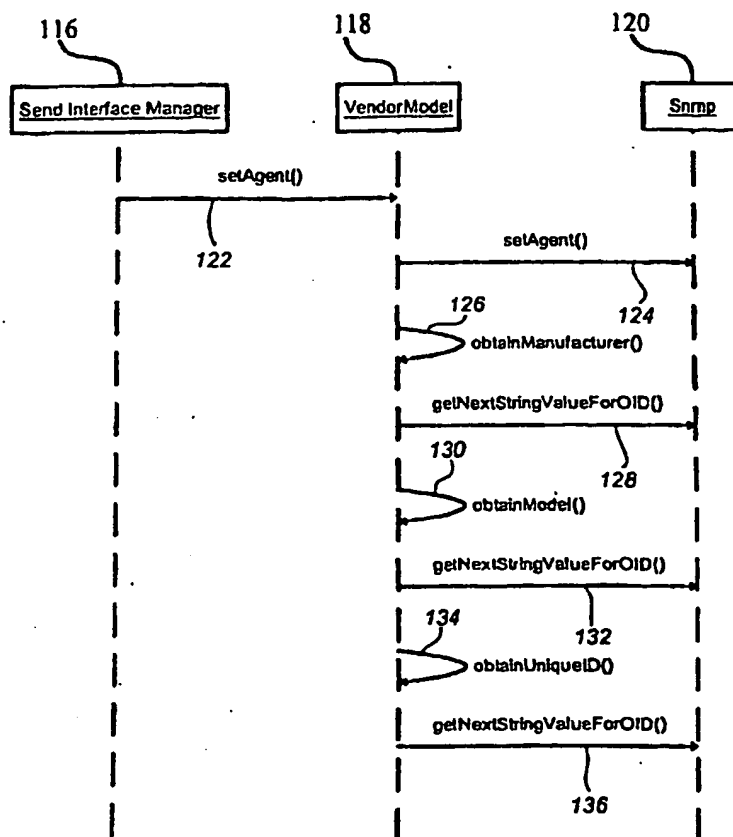 116
118
120
Send Interface Manager
VendorModel
Snmp
setAgent()
122
setAgent()
124
126
obtainManufacturer()
getNextStringValueForOID()
128
130
obtainModel()
getNextStringValueForOID()
132
134
obtainUniqueID()
getNextStringValueForOID()
136